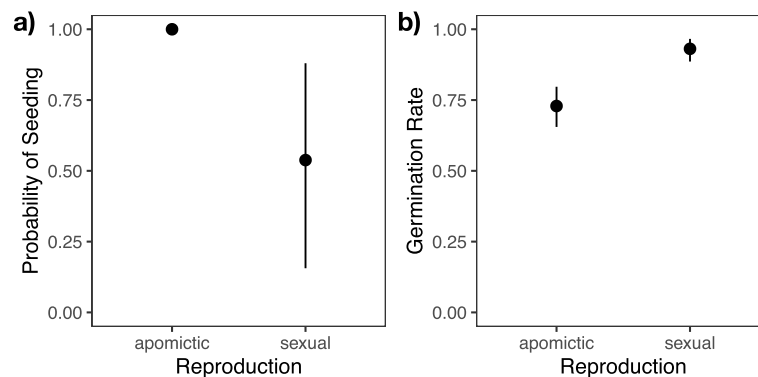 a)
Probability of Seeding
1.00
0.75
0.50
0.25
0.00
apomictic sexual
Reproduction
b)
Germination Rate
1.00
0.75
0.50
0.25
0.00
apomictic sexual
Reproduction